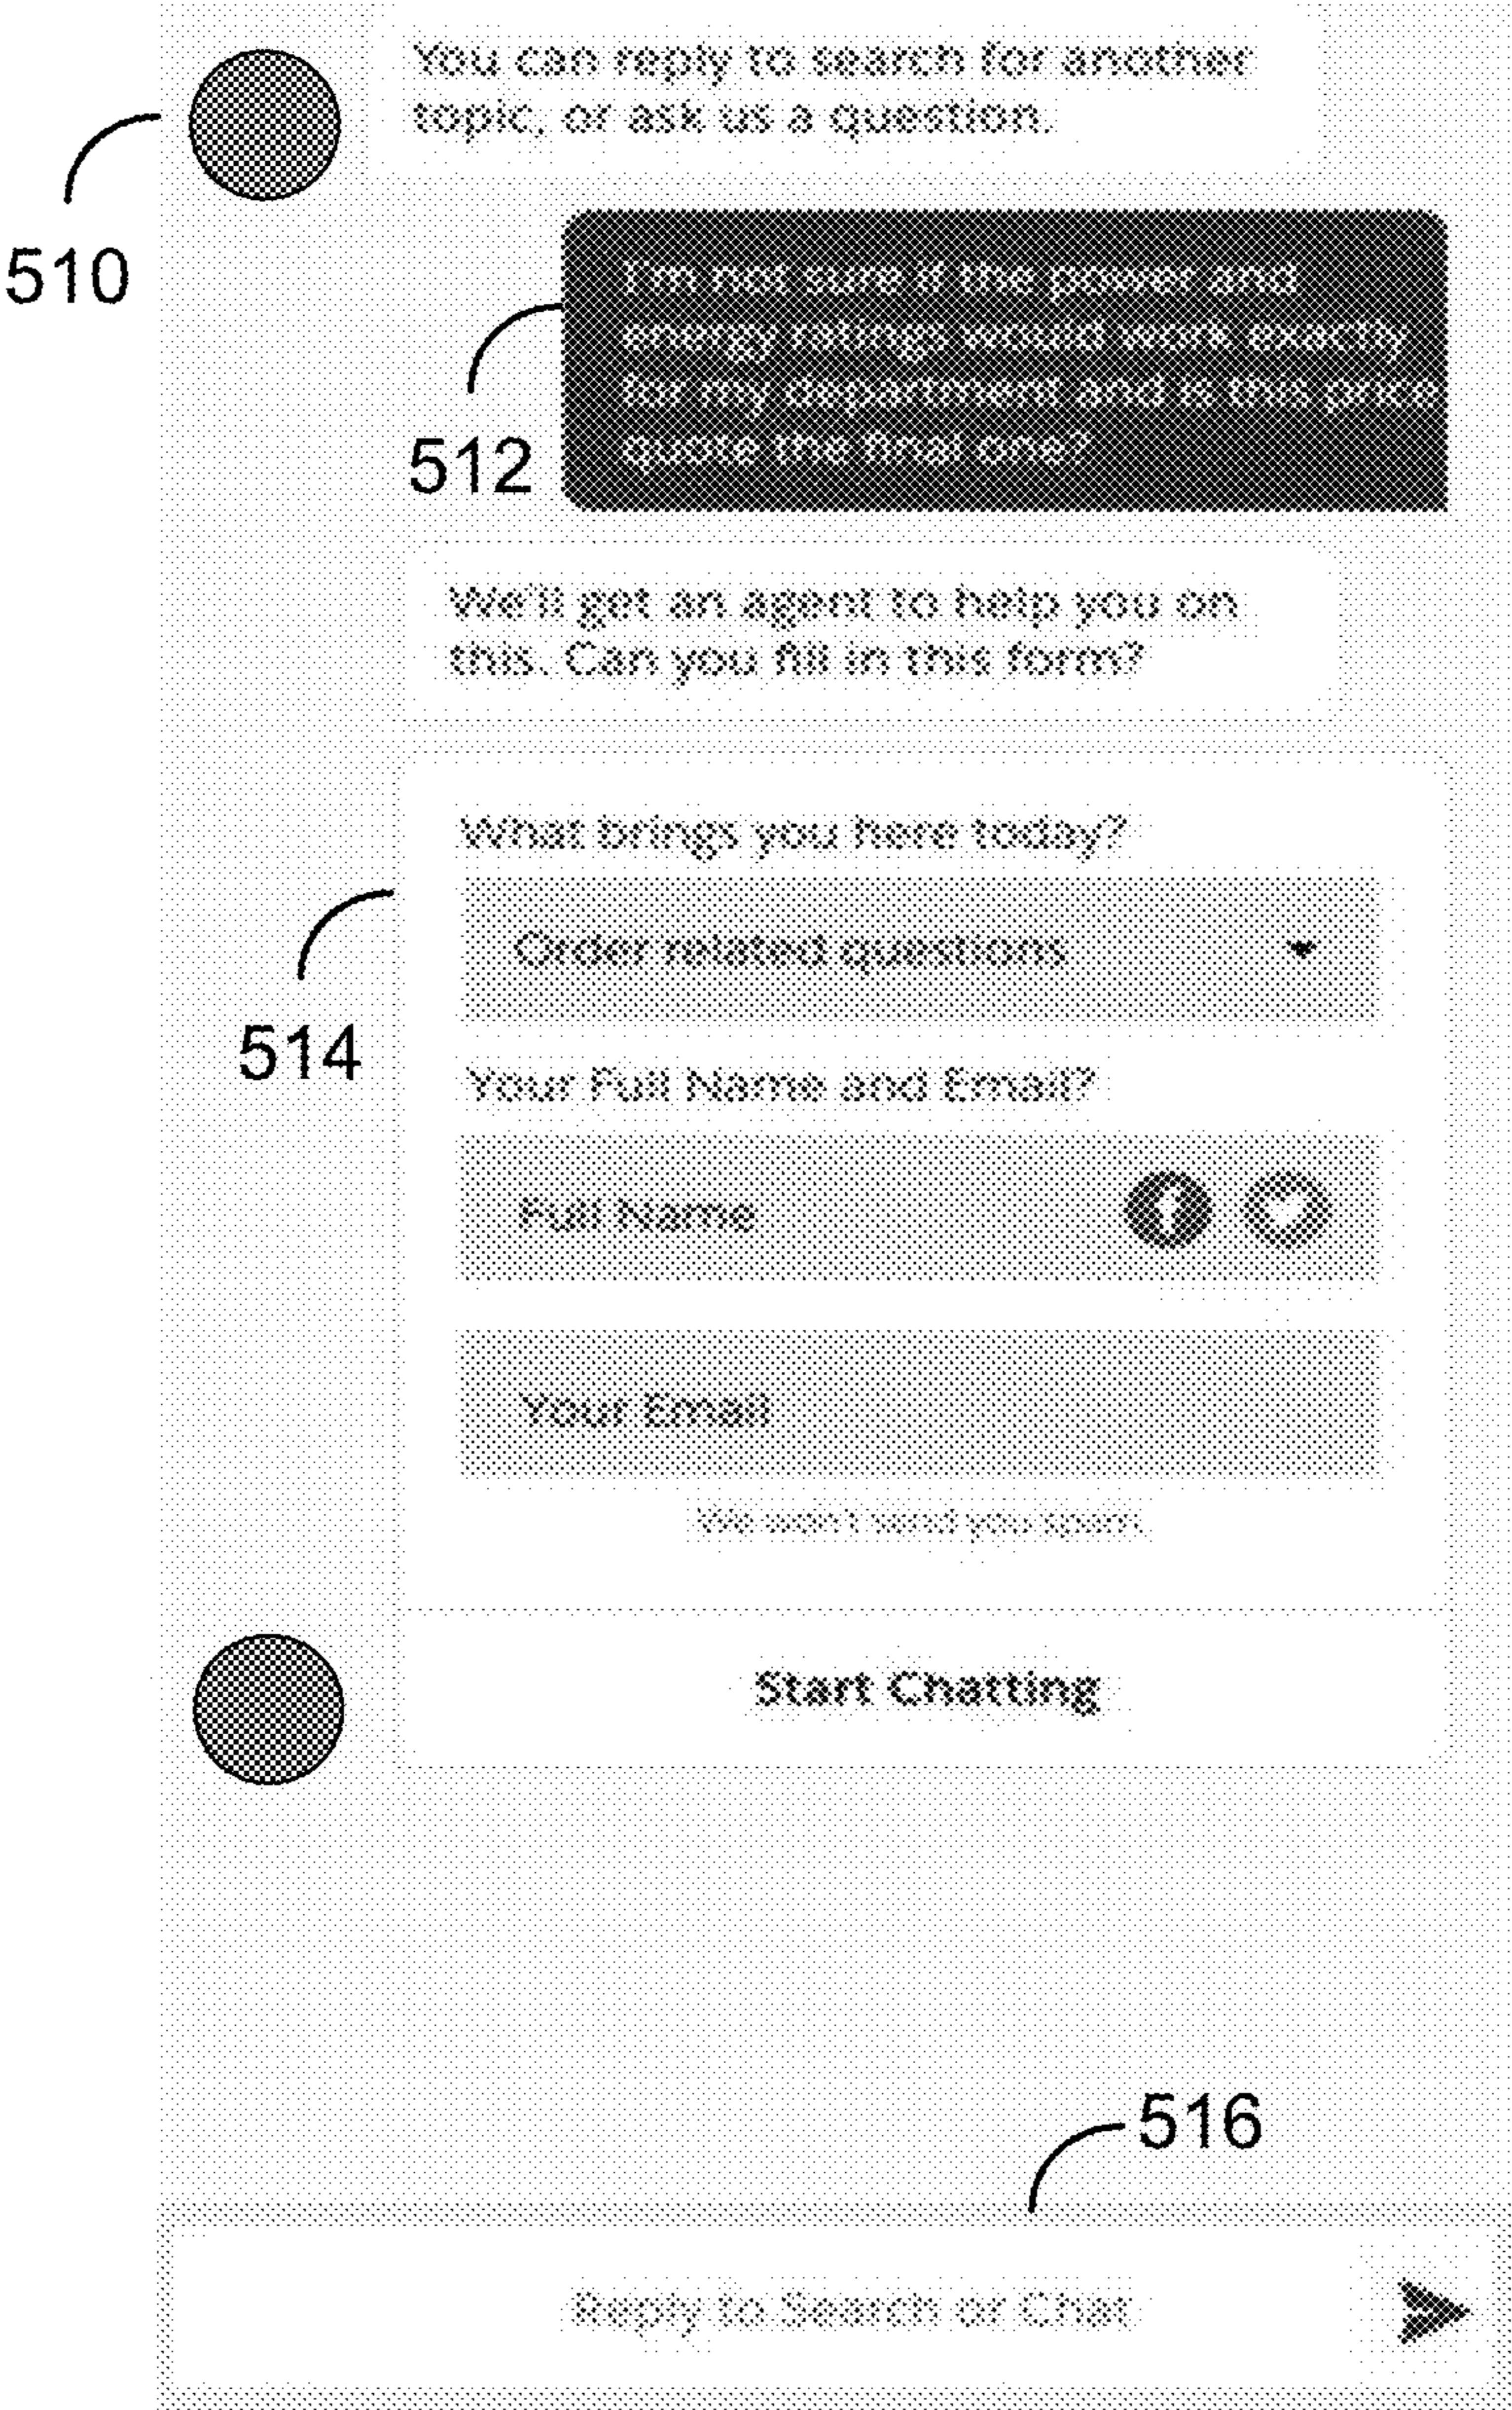 You can reply to search for another
topic, or ask us a question.
510
I'm not sure if the power and
energy ratings would work exactly
for my department and is this price
quote the final one?
512
We'll get an agent to help you on
this. Can you fill in this form?
What brings you here today?
Order related questions
514
Your Full Name and Email?
Full Name
f
Your Email
We won't send you spam.
Start Chatting
516
Reply to Search or Chat